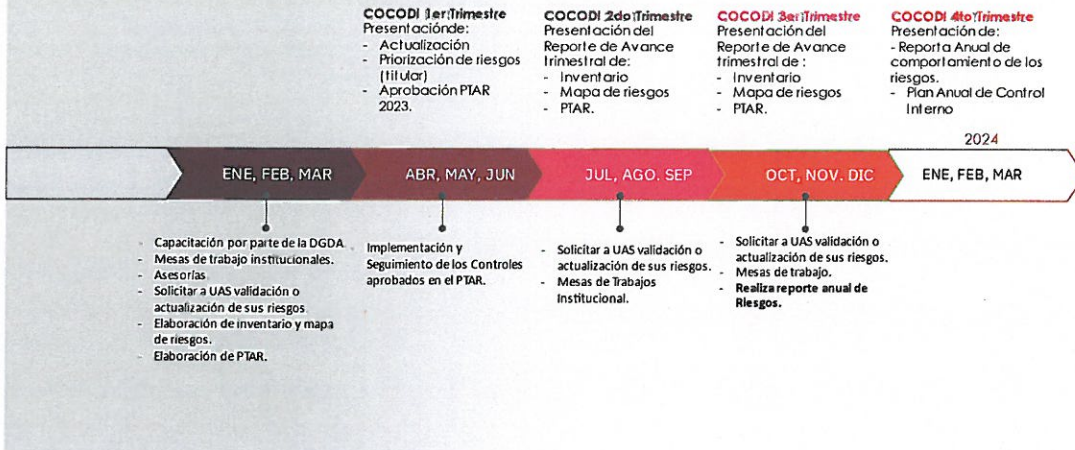 COCODI 1er Trimestre
Presentaciónde:
- Actualización
- Priorización de riesgos
(titular)
- Aprobación PTAR
2023.
COCODI 2do Trimestre
Presentación del
Reporte de Avance
trimestral de:
- Inventario
- Mapa de riesgos
- PTAR.
COCODI 3er Trimestre
Presentación del
Reporte de Avance
trimestral de :
- Inventario
- Mapa de riesgos
- PTAR.
COCODI 4to Trimestre
Presentación de:
- Reporta Anual de
comportamiento de los
riesgos.
- Plan Anual de Control
Interno
2024
ENE, FEB, MAR
ABR, MAY, JUN
JUL, AGO. SEP
OCT, NOV. DIC
ENE, FEB, MAR
- Capacitación por parte de la DGDA
- Mesas de trabajo institucionales.
- Asesorías
- Solicitar a UAS validación o
actualización de sus riesgos
- Elaboración de inventario y mapa
de riesgos.
- Elaboración de PTAR.
Implementación y
Seguimiento de los Controles
aprobados en el PTAR.
- Solicitar a UAS validación o
actualización de sus riesgos.
- Mesas de Trabajos
Institucional.
- Solicitar a UAS validación o
actualización de sus riesgos.
- Mesas de trabajo.
- Realiza reporte anual de
Riesgos.